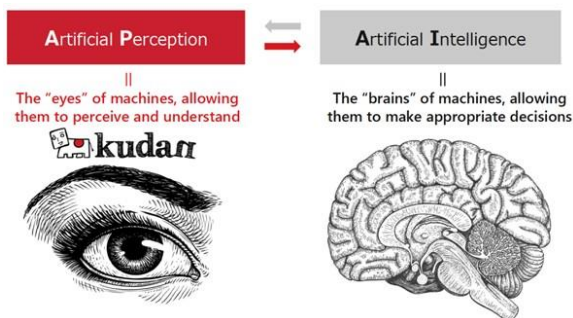 Artificial Perception
Artificial Intelligence
The “eyes” of machines, allowing
them to perceive and understand
The “brains” of machines, allowing
them to make appropriate decisions
kudan